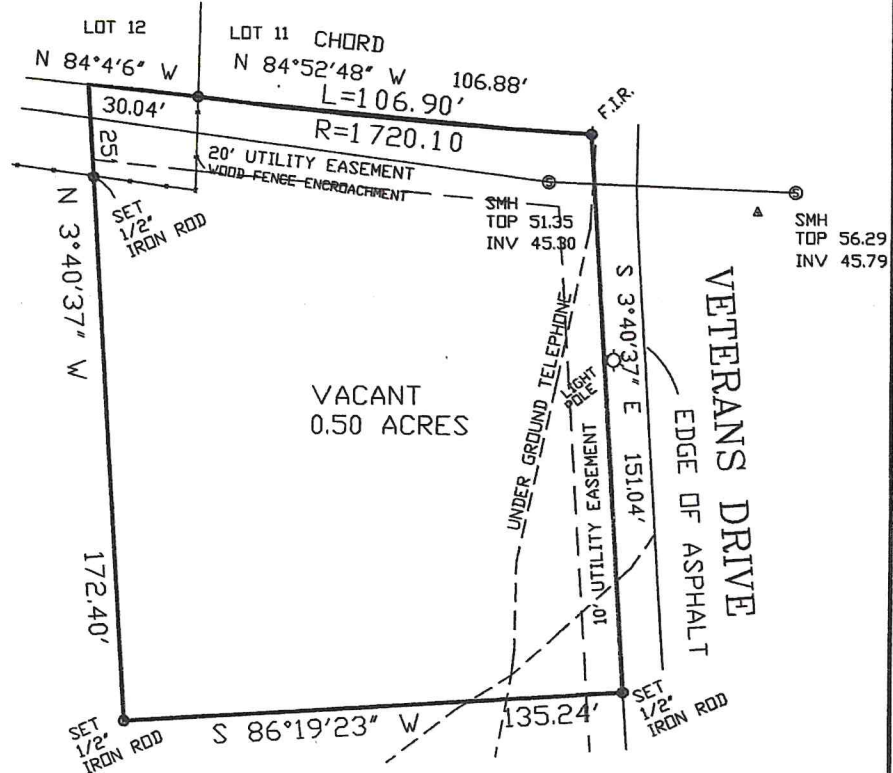 LOT 12
LOT 11 CHORD
N 84°4'6" W
N 84°52'48" W 106.88'
L=106.90'
30.04'
R=1720.10
F.I.R.
25'
20' UTILITY EASEMENT
WOOD FENCE ENCROACHMENT
SET
1/2"
IRON ROD
SMH
TOP 51.35
INV 45.30
SMH
TOP 56.29
INV 45.79
N 3°40'37" W
172.40'
VACANT
0.50 ACRES
UNDER GROUND TELEPHONE
LIGHT
POLE
10' UTILITY EASEMENT
S 3°40'37" E 151.04'
EDGE OF ASPHALT
VETERANS DRIVE
SET
1/2"
IRON ROD
S 86°19'23" W 135.24'
SET
1/2"
IRON ROD